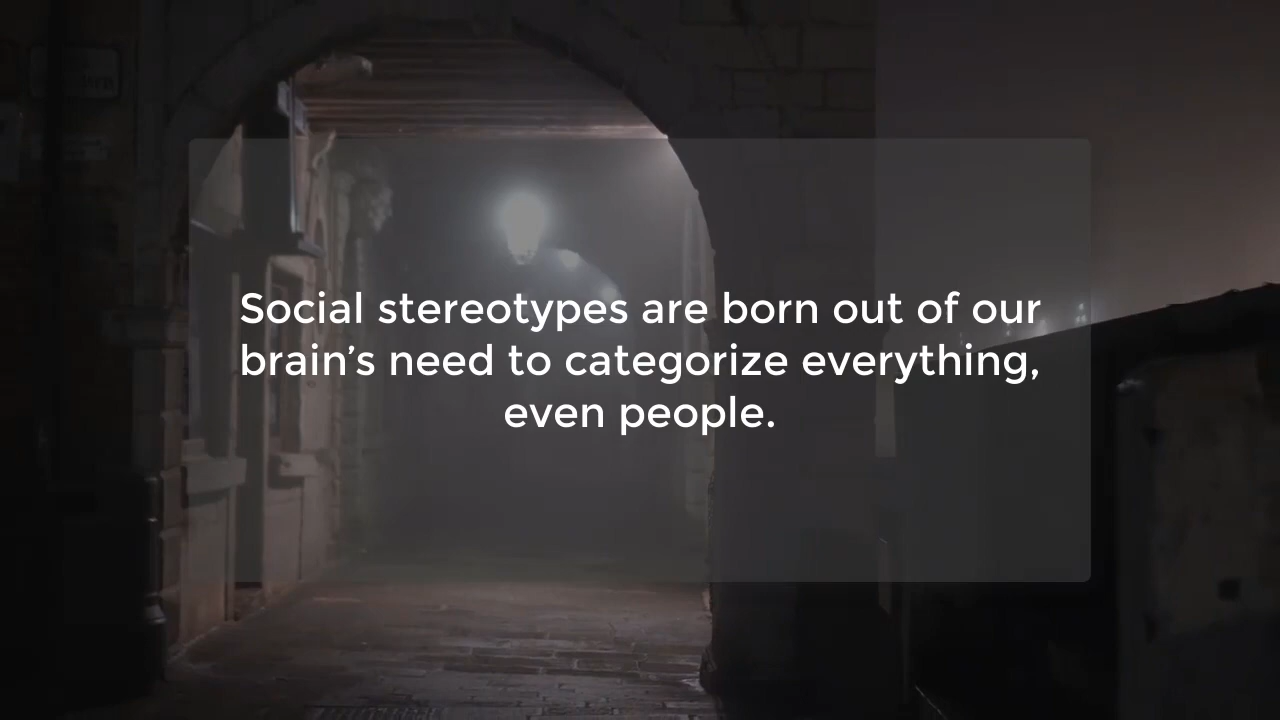 Social stereotypes are born out of our
brain’s need to categorize everything,
even people.